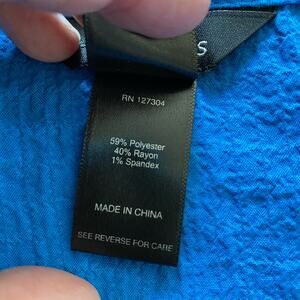 S
RN 127304
59% Polyester
40% Rayon
1% Spandex
MADE IN CHINA
SEE REVERSE FOR CARE